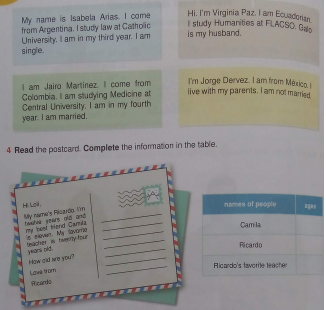 My name is Isabela Arias. I come
from Argentina. I study law at Catholic
University. I am in my third year. I am
single.
Hi. I'm Virginia Paz. I am Ecuadorian.
I study Humanities at FLACSO. Galo
is my husband.
I am Jairo Martínez. I come from
Colombia. I am studying Medicine at
Central University. I am in my fourth
year. I am married.
I'm Jorge Dervez. I am from México. I
live with my parents. I am not married.
4 Read the postcard. Complete the information in the table.
Hi Loli,
My name's Ricardo. I'm
twelve years old and
my best friend Camila
is eleven. My favorite
teacher is twenty-four
years old.
How old are you?
Love from
Ricardo
names of people
ages
Camila
Ricardo
Ricardo's favorite teacher